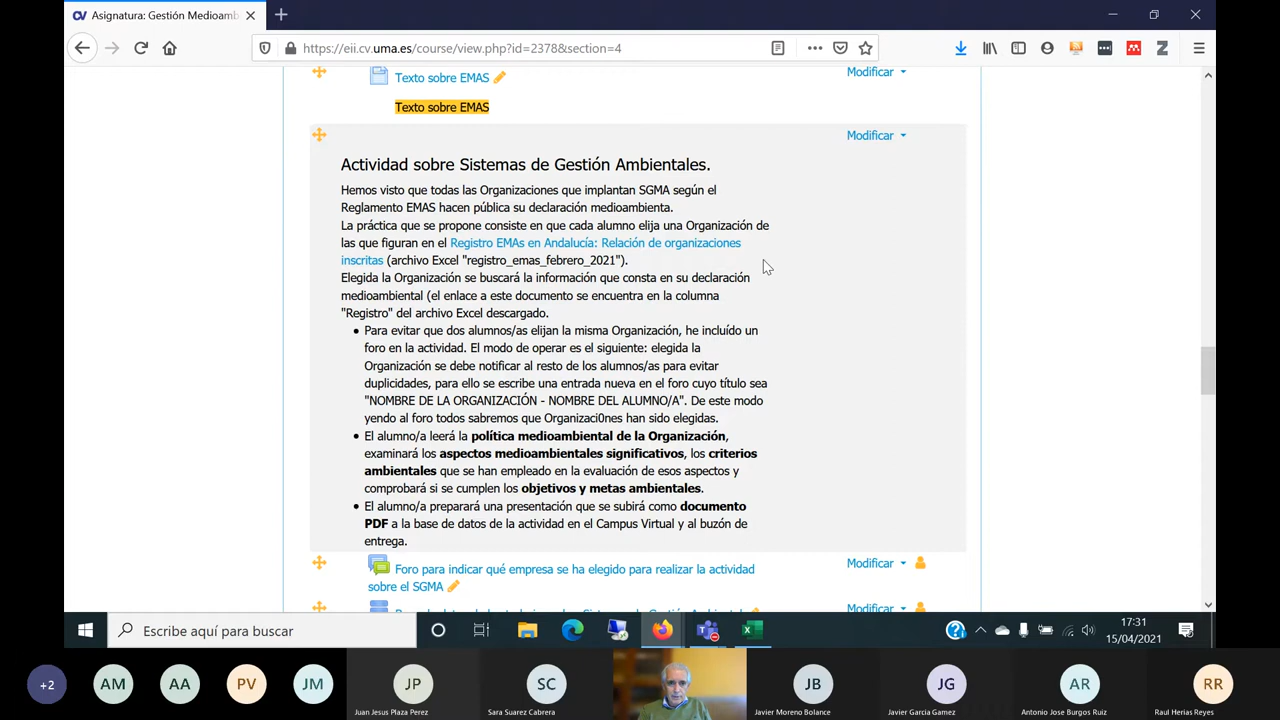 Asignatura: Gestión Medioamb
https://eii.cv.uma.es/course/view.php?id=2378&section=4
Texto sobre EMAS
Modificar
Texto sobre EMAS
Modificar
Actividad sobre Sistemas de Gestión Ambientales.
Hemos visto que todas las Organizaciones que implantan SGMA según el
Reglamento EMAS hacen pública su declaración medioambienta.
La práctica que se propone consiste en que cada alumno elija una Organización de
las que figuran en el Registro EMAs en Andalucía: Relación de organizaciones
inscritas (archivo Excel "registro_emas_febrero_2021").
Elegida la Organización se buscará la información que consta en su declaración
medioambiental (el enlace a este documento se encuentra en la columna
"Registro" del archivo Excel descargado.
• Para evitar que dos alumnos/as elijan la misma Organización, he incluído un
foro en la actividad. El modo de operar es el siguiente: elegida la
Organización se debe notificar al resto de los alumnos/as para evitar
duplicidades, para ello se escribe una entrada nueva en el foro cuyo título sea
"NOMBRE DE LA ORGANIZACIÓN - NOMBRE DEL ALUMNO/A". De este modo
yendo al foro todos sabremos que Organizaci0nes han sido elegidas.
• El alumno/a leerá la política medioambiental de la Organización,
examinará los aspectos medioambientales significativos, los criterios
ambientales que se han empleado en la evaluación de esos aspectos y
comprobará si se cumplen los objetivos y metas ambientales.
• El alumno/a preparará una presentación que se subirá como documento
PDF a la base de datos de la actividad en el Campus Virtual y al buzón de
entrega.
Foro para indicar qué empresa se ha elegido para realizar la actividad
sobre el SGMA
Modificar
Modificar
Escribe aquí para buscar
17:31
15/04/2021
+2
AM
AA
PV
JM
JP
SC
JB
JG
AR
RR
Juan Jesus Plaza Perez
Sara Suarez Cabrera
Javier Moreno Bolance
Javier Garcia Gamez
Antonio Jose Burgos Ruiz
Raul Herias Reyes